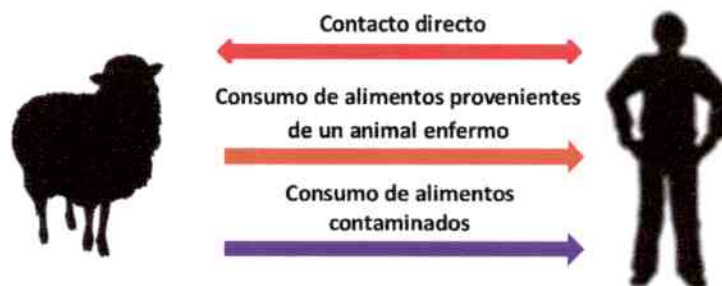 Contacto directo
Consumo de alimentos provenientes
de un animal enfermo
Consumo de alimentos
contaminados